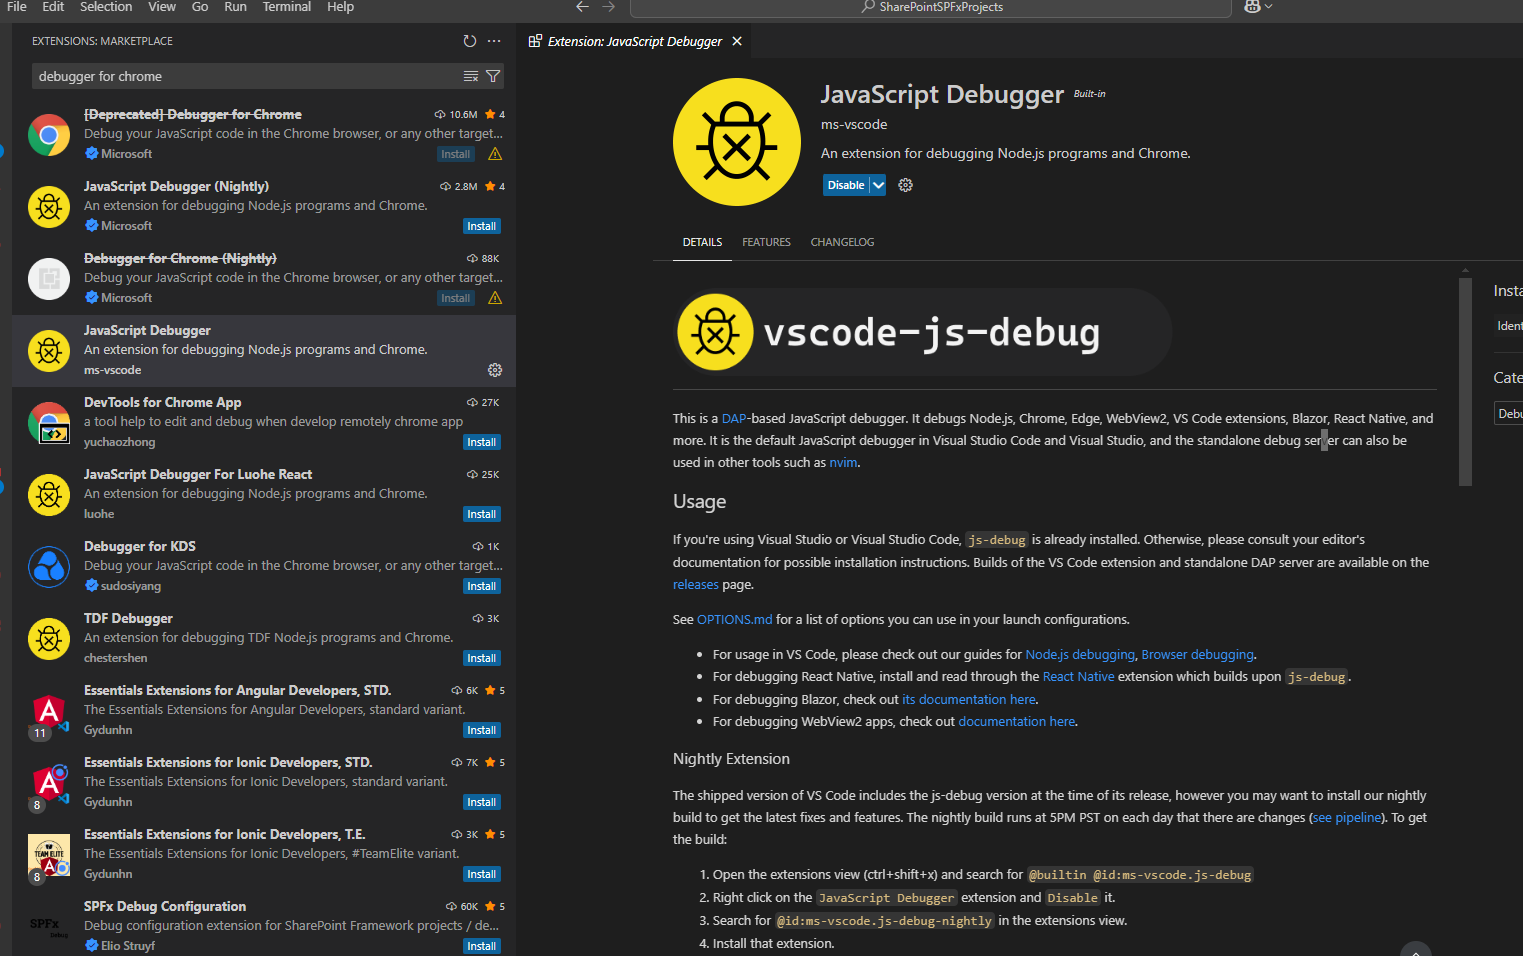 File Edit Selection View Go Run Terminal Help
SharePointSPFxProjects
EXTENSIONS: MARKETPLACE
debugger for chrome
[Deprecated] Debugger for Chrome 10.6M 4
Debug your JavaScript code in the Chrome browser, or any other target...
Microsoft Install
JavaScript Debugger (Nightly) 2.8M 4
An extension for debugging Node.js programs and Chrome.
Microsoft Install
Debugger for Chrome (Nightly) 88K
Debug your JavaScript code in the Chrome browser, or any other target...
Microsoft Install
JavaScript Debugger
An extension for debugging Node.js programs and Chrome.
ms-vscode
DevTools for Chrome App 27K
a tool help to edit and debug when develop remotely chrome app
yuchaozhong Install
JavaScript Debugger For Luohe React 25K
An extension for debugging Node.js programs and Chrome.
luohe Install
Debugger for KDS 1K
Debug your JavaScript code in the Chrome browser, or any other target...
sudosiyang Install
TDF Debugger 3K
An extension for debugging TDF Node.js programs and Chrome.
chestershen Install
Essentials Extensions for Angular Developers, STD. 6K 5
The Essentials Extensions for Angular Developers, standard variant.
11 Gydunhn Install
Essentials Extensions for Ionic Developers, STD. 7K 5
The Essentials Extensions for Ionic Developers, standard variant.
8 Gydunhn Install
Essentials Extensions for Ionic Developers, T.E. 3K 5
TEAM ELITE
The Essentials Extensions for Ionic Developers, #TeamElite variant.
8 Gydunhn Install
SPFx Debug Configuration 60K 5
SPFx
Debug
Debug configuration extension for SharePoint Framework projects / de...
Elio Struyf Install
Extension: JavaScript Debugger
JavaScript Debugger Built-in
ms-vscode
An extension for debugging Node.js programs and Chrome.
Disable
DETAILS FEATURES CHANGELOG
vscode-js-debug
This is a DAP-based JavaScript debugger. It debugs Node.js, Chrome, Edge, WebView2, VS Code extensions, Blazor, React Native, and
more. It is the default JavaScript debugger in Visual Studio Code and Visual Studio, and the standalone debug server can also be
used in other tools such as nvim.
Usage
If you're using Visual Studio or Visual Studio Code, js-debug is already installed. Otherwise, please consult your editor's
documentation for possible installation instructions. Builds of the VS Code extension and standalone DAP server are available on the
releases page.
See OPTIONS.md for a list of options you can use in your launch configurations.
• For usage in VS Code, please check out our guides for Node.js debugging, Browser debugging.
• For debugging React Native, install and read through the React Native extension which builds upon js-debug.
• For debugging Blazor, check out its documentation here.
• For debugging WebView2 apps, check out documentation here.
Nightly Extension
The shipped version of VS Code includes the js-debug version at the time of its release, however you may want to install our nightly
build to get the latest fixes and features. The nightly build runs at 5PM PST on each day that there are changes (see pipeline). To get
the build:
1. Open the extensions view (ctrl+shift+x) and search for @builtin @id:ms-vscode.js-debug
2. Right click on the JavaScript Debugger extension and Disable it.
3. Search for @id:ms-vscode.js-debug-nightly in the extensions view.
4. Install that extension.
Insta
Ident
Cate
Debu